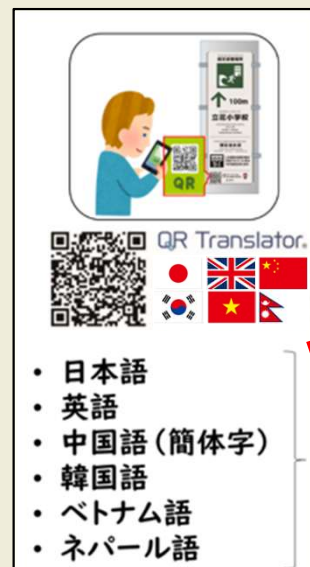 100m
立花小学校
QR
QR Translator.
・ 日本語
・ 英語
・ 中国語(簡体字)
・ 韓国語
・ ベトナム語
・ ネパール語